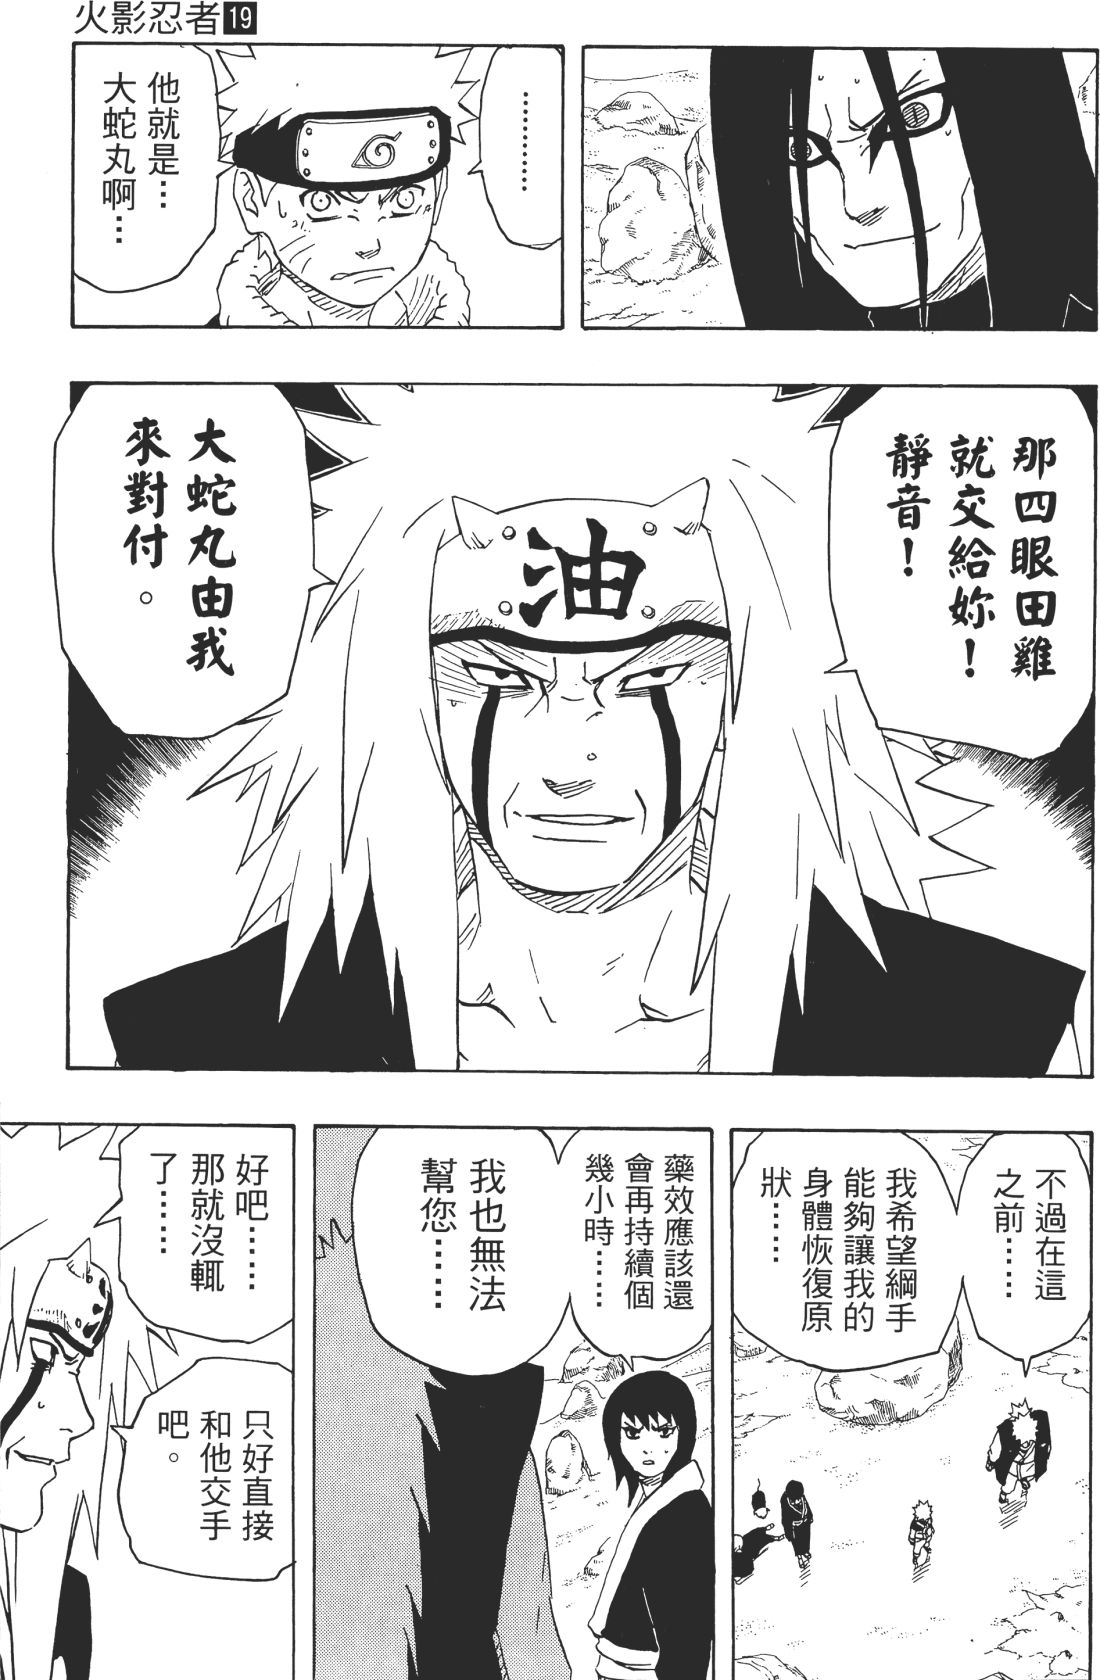 火影忍者19
…………
他就是…
大蛇丸啊…
那四眼田雞
就交給妳！
靜音！
大蛇丸由我
來對付。
不過在這
之前……
我希望綱手
能夠讓我的
身體恢復原
狀……
藥效應該還
會再持續個
幾小時……
我也無法
幫您……
好吧……
那就沒輒
了……
只好直接
和他交手
吧。
油